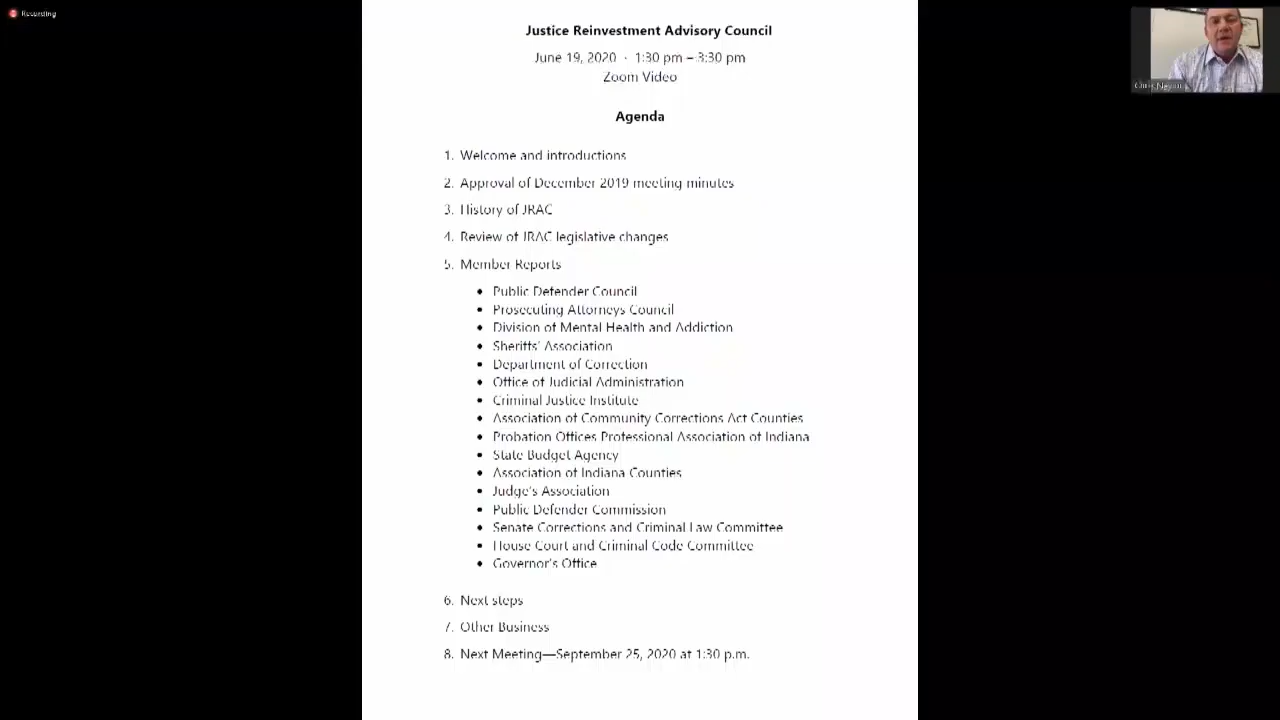 Recording
Justice Reinvestment Advisory Council
June 19, 2020 · 1:30 pm – 3:30 pm
Zoom Video
Agenda
1. Welcome and introductions
2. Approval of December 2019 meeting minutes
3. History of JRAC
4. Review of JRAC legislative changes
5. Member Reports
• Public Defender Council
• Prosecuting Attorneys Council
• Division of Mental Health and Addiction
• Sheriffs' Association
• Department of Correction
• Office of Judicial Administration
• Criminal Justice Institute
• Association of Community Corrections Act Counties
• Probation Offices Professional Association of Indiana
• State Budget Agency
• Association of Indiana Counties
• Judge's Association
• Public Defender Commission
• Senate Corrections and Criminal Law Committee
• House Court and Criminal Code Committee
• Governor's Office
6. Next steps
7. Other Business
8. Next Meeting—September 25, 2020 at 1:30 p.m.